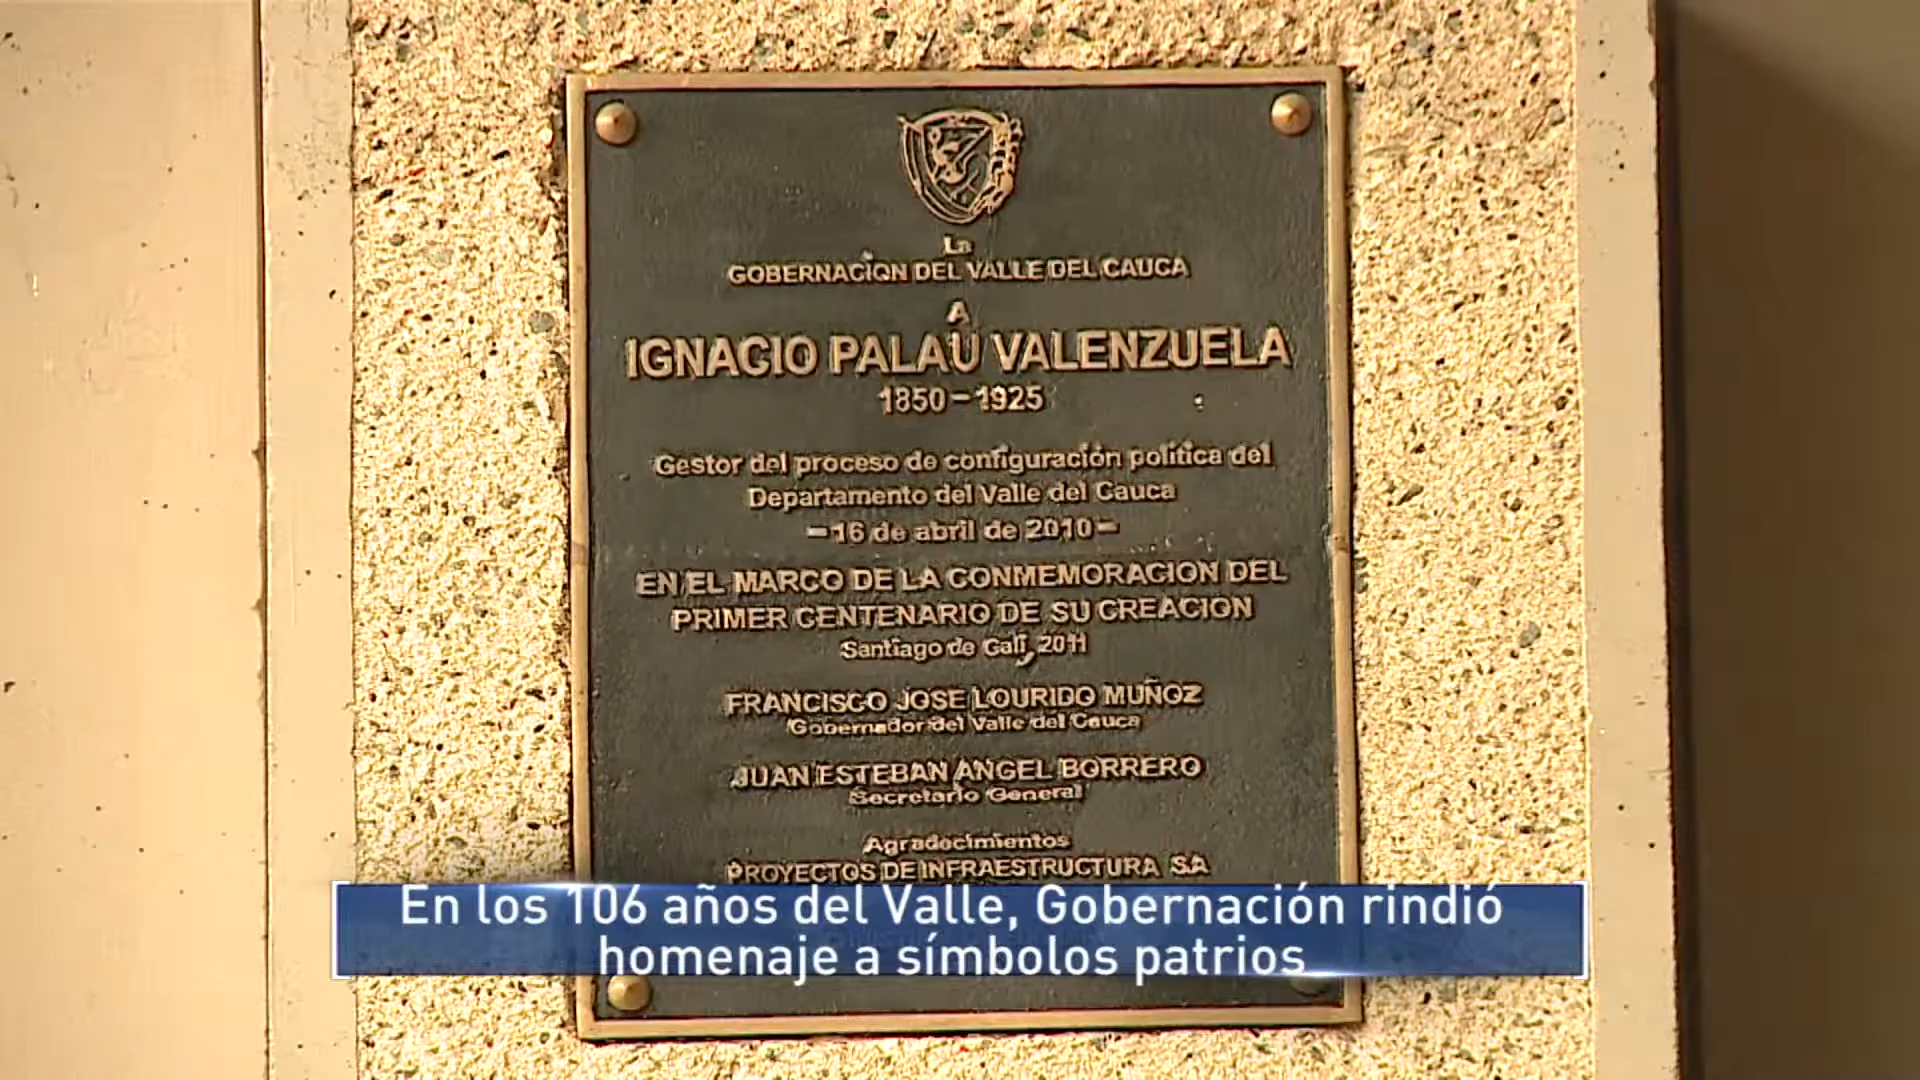 La
GOBERNACION DEL VALLE DEL CAUCA
A
IGNACIO PALAU VALENZUELA
1850-1925
Gestor del proceso de configuración política del
Departamento del Valle del Cauca
-16 de abril de 2010-
EN EL MARCO DE LA CONMEMORACION DEL
PRIMER CENTENARIO DE SU CREACION
Santiago de Cali, 2011
FRANCISCO JOSE LOURIDO MUÑOZ
Gobernador del Valle del Cauca
JUAN ESTEBAN ANGEL BORRERO
Secretario General
Agradecimientos
PROYECTOS DE INFRAESTRUCTURA SA
En los 106 años del Valle, Gobernación rindió
homenaje a símbolos patrios